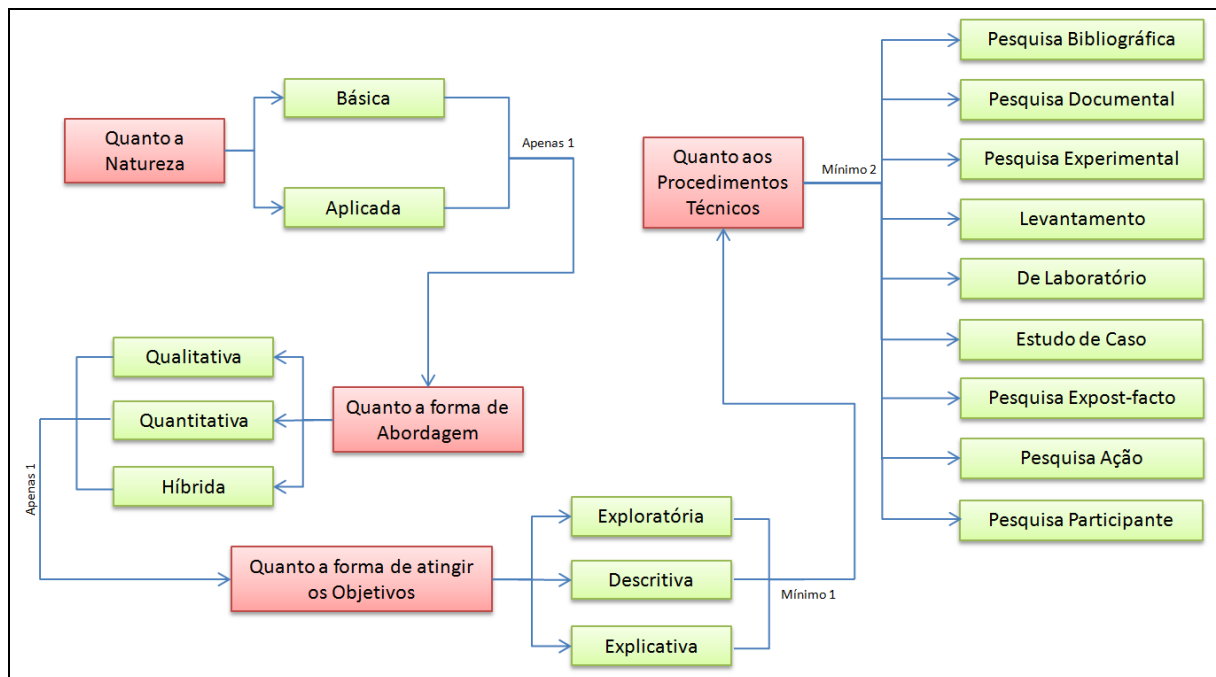 Quanto a
Natureza
Básica
Aplicada
Apenas 1
Quanto a forma de
Abordagem
Qualitativa
Quantitativa
Híbrida
Apenas 1
Quanto a forma de atingir
os Objetivos
Exploratória
Descritiva
Explicativa
Mínimo 1
Quanto aos
Procedimentos
Técnicos
Mínimo 2
Pesquisa Bibliográfica
Pesquisa Documental
Pesquisa Experimental
Levantamento
De Laboratório
Estudo de Caso
Pesquisa Expost-facto
Pesquisa Ação
Pesquisa Participante